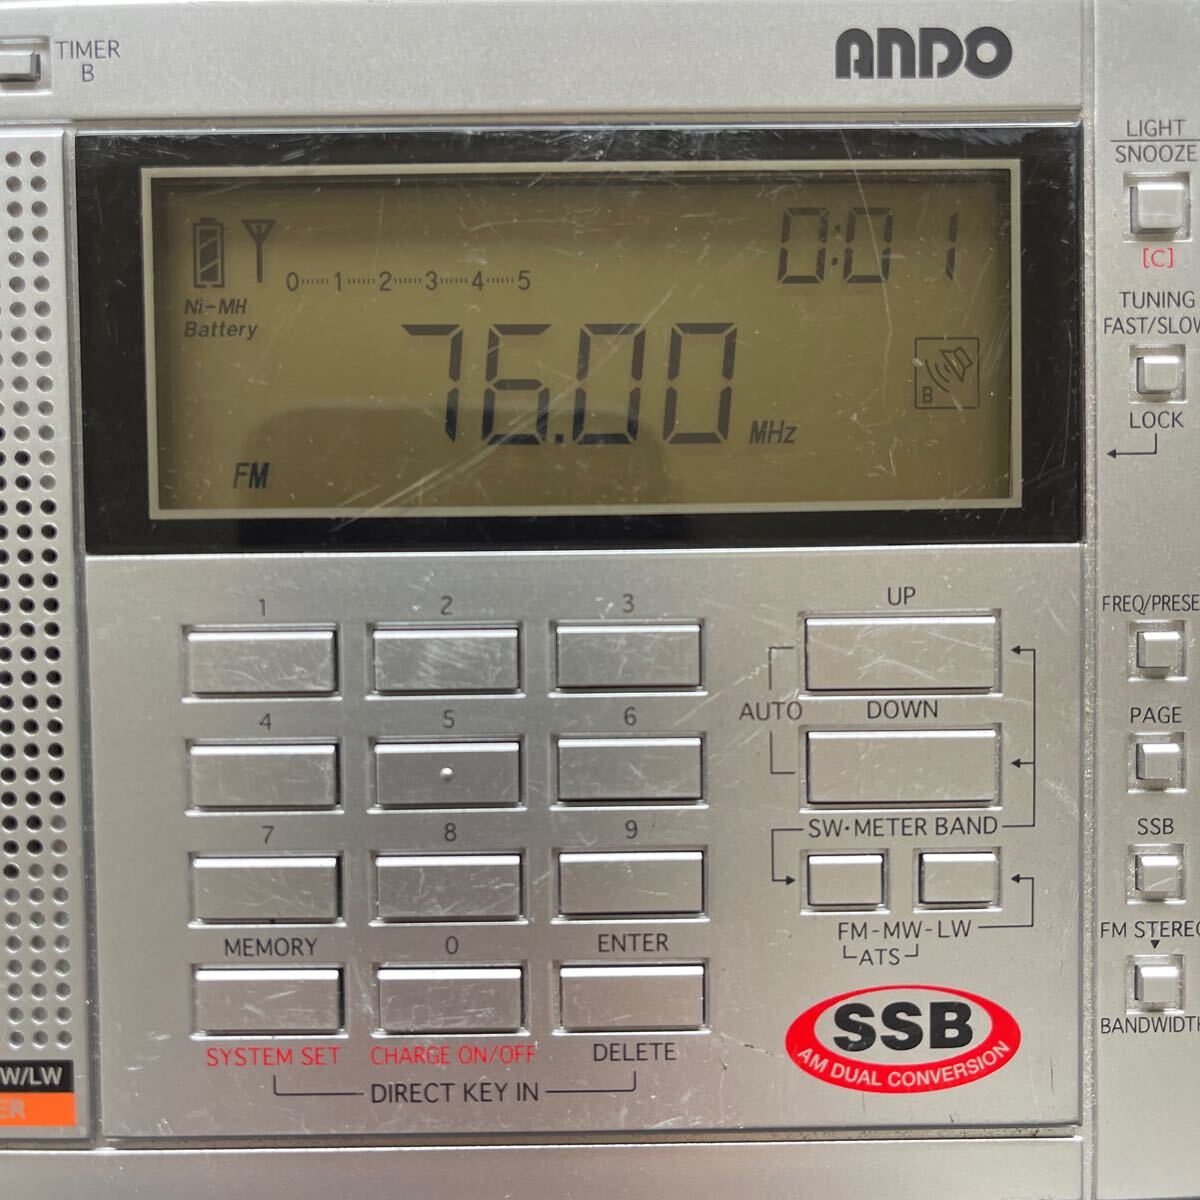 TIMER
B
ANDO
LIGHT
SNOOZE
[C]
TUNING
FAST/SLOW
LOCK
0 1 2 3 4 5
0:01
Ni-MH
Battery
76.00 MHz
B
FM
1 2 3
4 5 6
7 8 9
MEMORY 0 ENTER
SYSTEM SET CHARGE ON/OFF DELETE
DIRECT KEY IN
UP
AUTO
DOWN
SW·METER BAND
FM-MW-LW
ATS
SSB
AM DUAL CONVERSION
FREQ/PRESE
PAGE
SSB
FM STEREO
BANDWIDTH
W/LW
ER